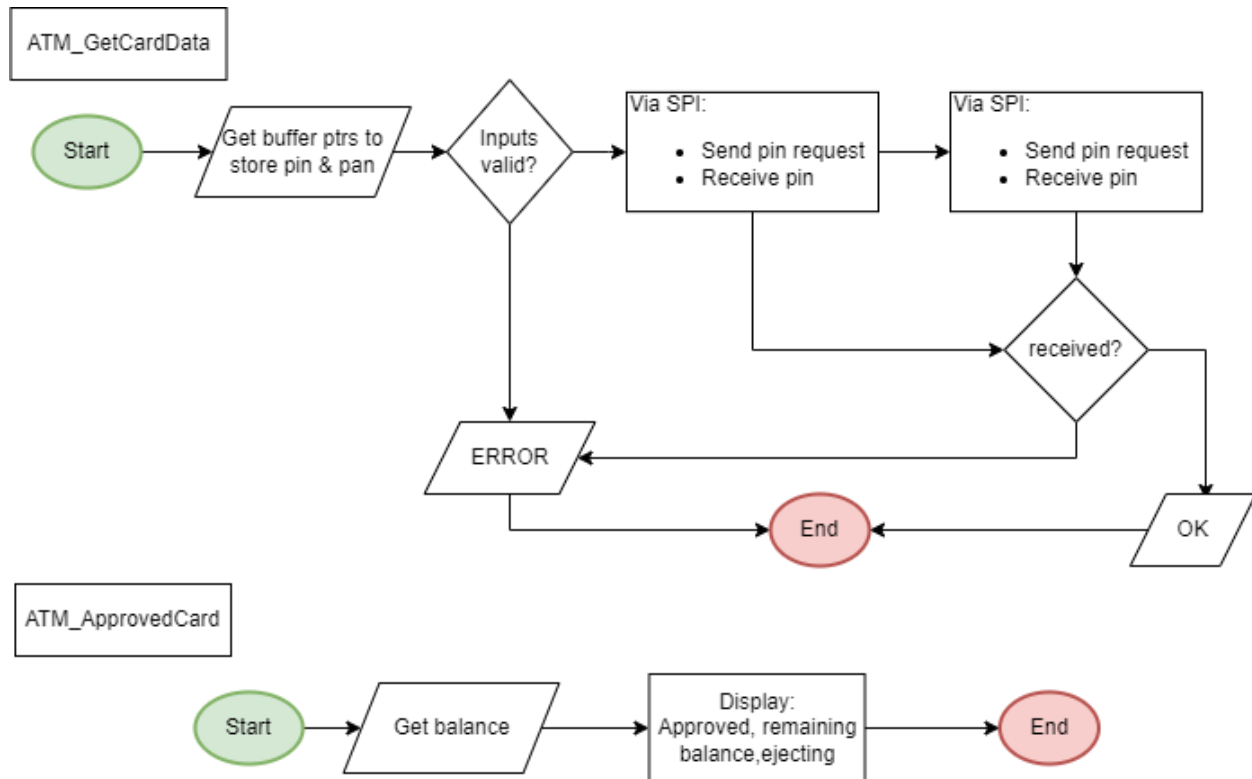 ATM_GetCardData
Start
Get buffer ptrs to
store pin & pan
Inputs
valid?
Via SPI:
• Send pin request
• Receive pin
Via SPI:
• Send pin request
• Receive pin
received?
ERROR
End
OK
ATM_ApprovedCard
Start
Get balance
Display:
Approved, remaining
balance,ejecting
End